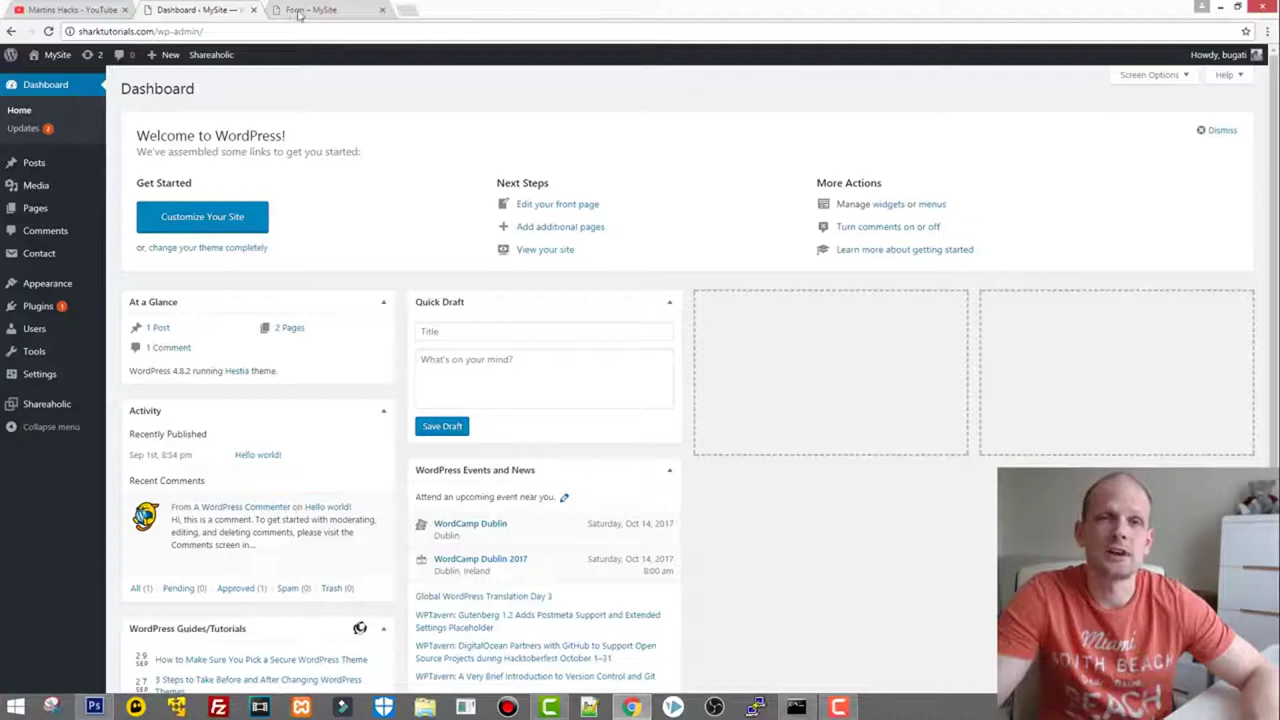 Martins Hacks - YouTube
Dashboard ‹ MySite —
Form – MySite
sharktutorials.com/wp-admin/
MySite
2
0
New
Shareaholic
Howdy, bugati
Dashboard
Home
Updates 2
Posts
Media
Pages
Comments
Contact
Appearance
Plugins 1
Users
Tools
Settings
Shareaholic
Collapse menu
Dashboard
Screen Options
Help
Welcome to WordPress!
We've assembled some links to get you started:
Dismiss
Get Started
Customize Your Site
or, change your theme completely
Next Steps
Edit your front page
Add additional pages
View your site
More Actions
Manage widgets or menus
Turn comments on or off
Learn more about getting started
At a Glance
1 Post
2 Pages
1 Comment
WordPress 4.8.2 running Hestia theme.
Activity
Recently Published
Sep 1st, 8:54 pm
Hello world!
Recent Comments
From A WordPress Commenter on Hello world!
Hi, this is a comment. To get started with moderating,
editing, and deleting comments, please visit the
Comments screen in…
All (1)
Pending (0)
Approved (1)
Spam (0)
Trash (0)
WordPress Guides/Tutorials
29 SEP
How to Make Sure You Pick a Secure WordPress Theme
27 SEP
3 Steps to Take Before and After Changing WordPress
Themes
Quick Draft
Title
What's on your mind?
Save Draft
WordPress Events and News
Attend an upcoming event near you.
WordCamp Dublin
Saturday, Oct 14, 2017
Dublin
WordCamp Dublin 2017
Saturday, Oct 14, 2017
Dublin, Ireland
8:00 am
Global WordPress Translation Day 3
WPTavern: Gutenberg 1.2 Adds Postmeta Support and Extended
Settings Placeholder
WPTavern: DigitalOcean Partners with GitHub to Support Open
Source Projects during Hacktoberfest October 1–31
WPTavern: A Very Brief Introduction to Version Control and Git
Miami
SOUTH BEACH
BEACH
Ps
Fz